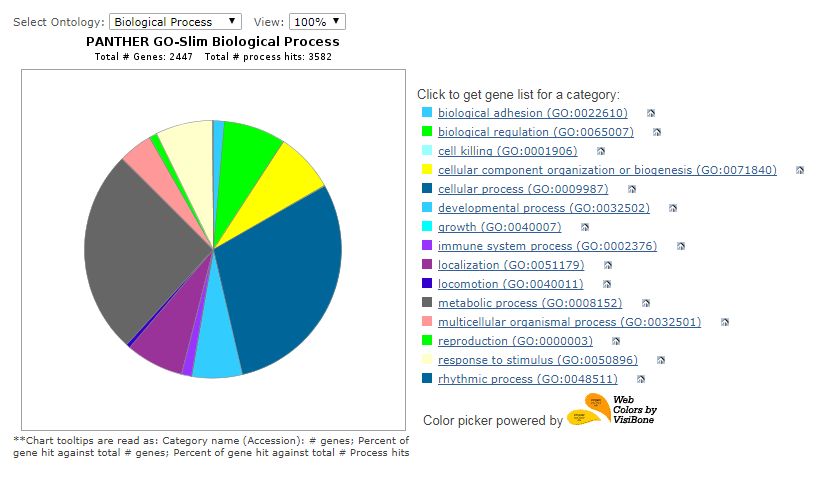 Select Ontology: Biological Process View: 100%
PANTHER GO-Slim Biological Process
Total # Genes: 2447 Total # process hits: 3582
Click to get gene list for a category:
biological adhesion (GO:0022610)
biological regulation (GO:0065007)
cell killing (GO:0001906)
cellular component organization or biogenesis (GO:0071840)
cellular process (GO:0009987)
developmental process (GO:0032502)
growth (GO:0040007)
immune system process (GO:0002376)
localization (GO:0051179)
locomotion (GO:0040011)
metabolic process (GO:0008152)
multicellular organismal process (GO:0032501)
reproduction (GO:0000003)
response to stimulus (GO:0050896)
rhythmic process (GO:0048511)
Color picker powered by
Web
Colors by
VisiBone
**Chart tooltips are read as: Category name (Accession): # genes; Percent of
gene hit against total # genes; Percent of gene hit against total # Process hits